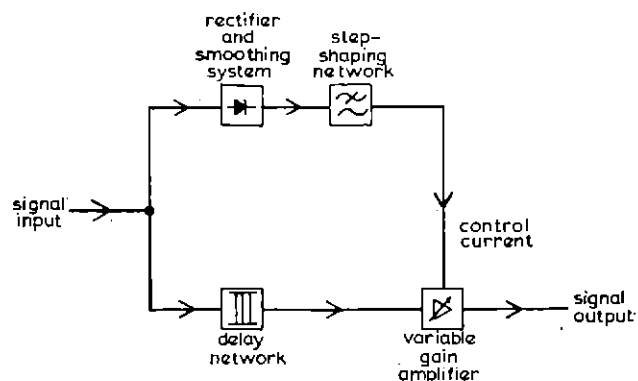 rectifier and
smoothing
system
step-
shaping
network
signal
input
control
current
delay
network
variable
gain
amplifier
signal
output